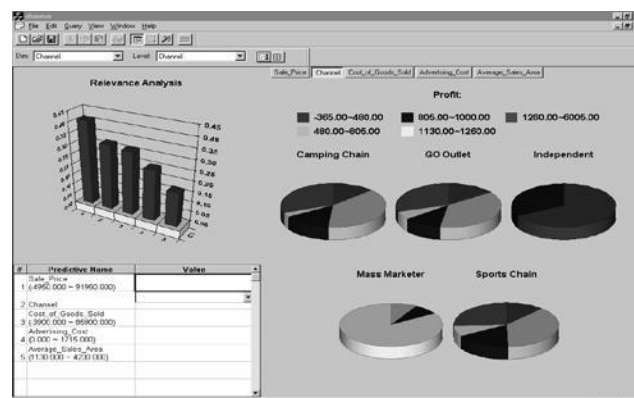 File Edit Query View Window Help
Dim: Channel Level: Channel
Sale_Price Channel Cost_of_Goods_Sold Advertising_Cost Average_Sales_Area
Relevance Analysis
Profit:
-365.00~480.00 805.00~1000.00 1260.00~6005.00
480.00~805.00 1130.00~1260.00
Camping Chain GO Outlet Independent
Mass Marketer Sports Chain
# Predictive Name Value
Sale_Price
1 (-4950.000 ~ 91950.000)
2 Channel
Cost_of_Goods_Sold
3 (-3900.000 ~ 86900.000)
Advertising_Cost
4 (0.000 ~ 1715.000)
Average_Sales_Area
5 (1130.000 ~ 4230.000)